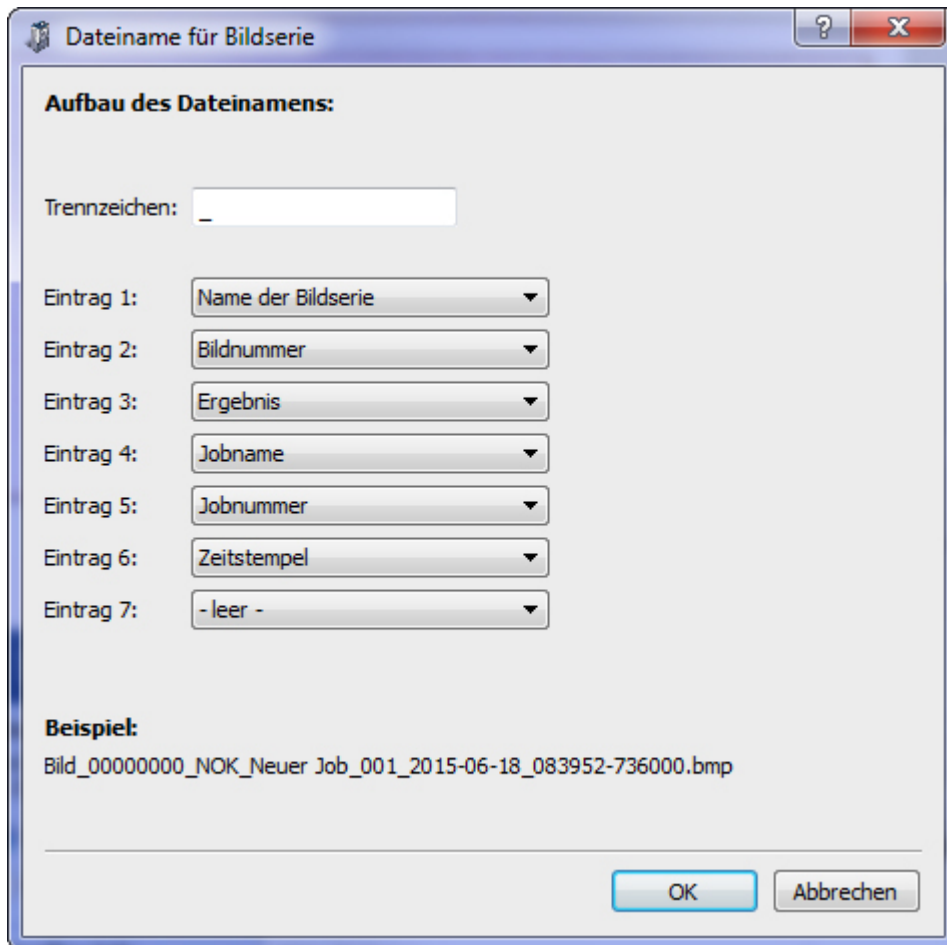 Dateiname für Bildserie
Aufbau des Dateinamens:
Trennzeichen: _
Eintrag 1: Name der Bildserie
Eintrag 2: Bildnummer
Eintrag 3: Ergebnis
Eintrag 4: Jobname
Eintrag 5: Jobnummer
Eintrag 6: Zeitstempel
Eintrag 7: - leer -
Beispiel:
Bild_00000000_NOK_Neuer Job_001_2015-06-18_083952-736000.bmp
OK Abbrechen